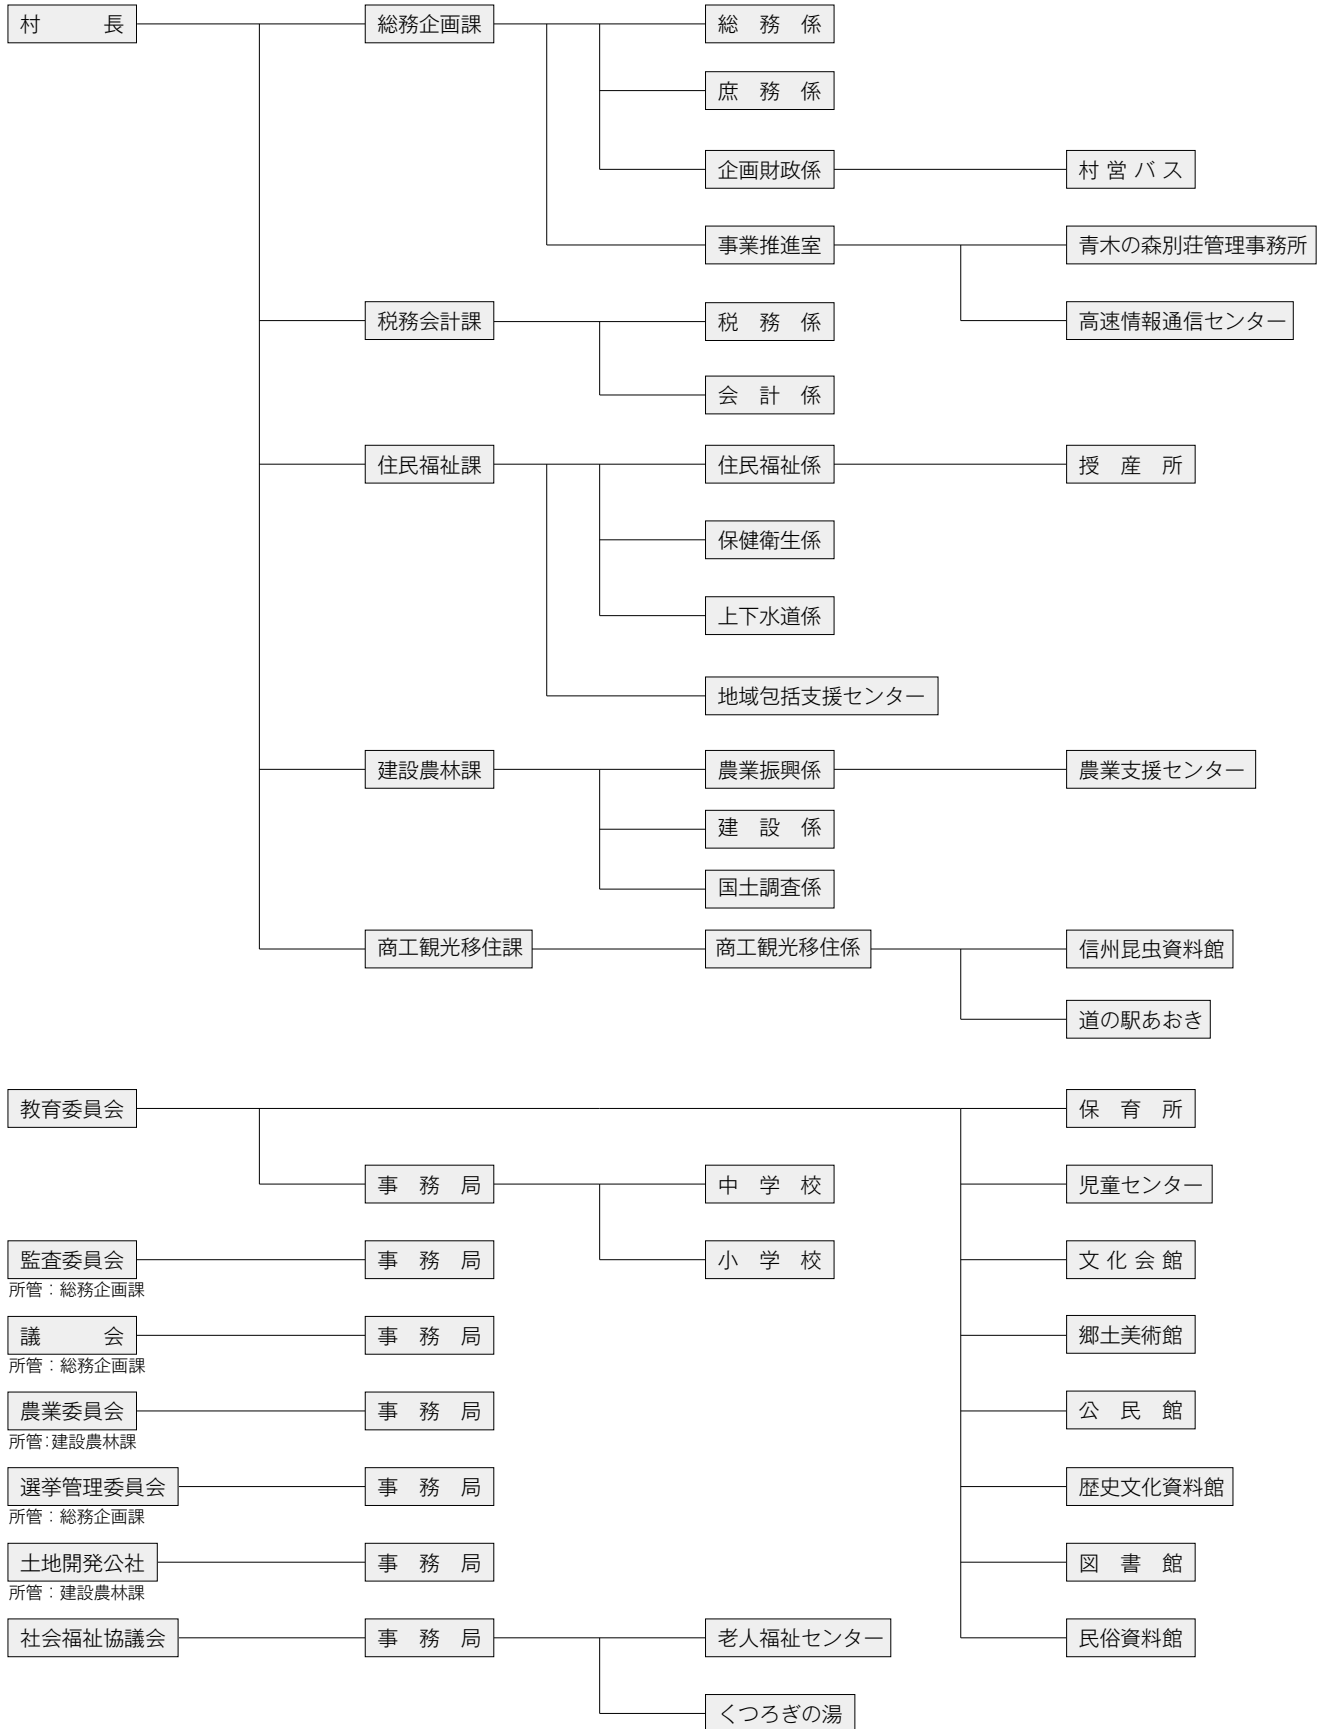 村　　　長
総務企画課
総　務　係
庶　務　係
企画財政係
村 営 バ ス
事業推進室
青木の森別荘管理事務所
税務会計課
税　務　係
高速情報通信センター
会　計　係
住民福祉課
住民福祉係
授　産　所
保健衛生係
上下水道係
地域包括支援センター
建設農林課
農業振興係
農業支援センター
建　設　係
国土調査係
商工観光移住課
商工観光移住係
信州昆虫資料館
道の駅あおき
教育委員会
保　育　所
事　務　局
中　学　校
児童センター
監査委員会
所管：総務企画課
事　務　局
小　学　校
文 化 会 館
議　　　会
所管：総務企画課
事　務　局
郷土美術館
農業委員会
所管：建設農林課
事　務　局
公　民　館
選挙管理委員会
所管：総務企画課
事　務　局
歴史文化資料館
土地開発公社
所管：建設農林課
事　務　局
図　書　館
社会福祉協議会
事　務　局
老人福祉センター
民俗資料館
くつろぎの湯